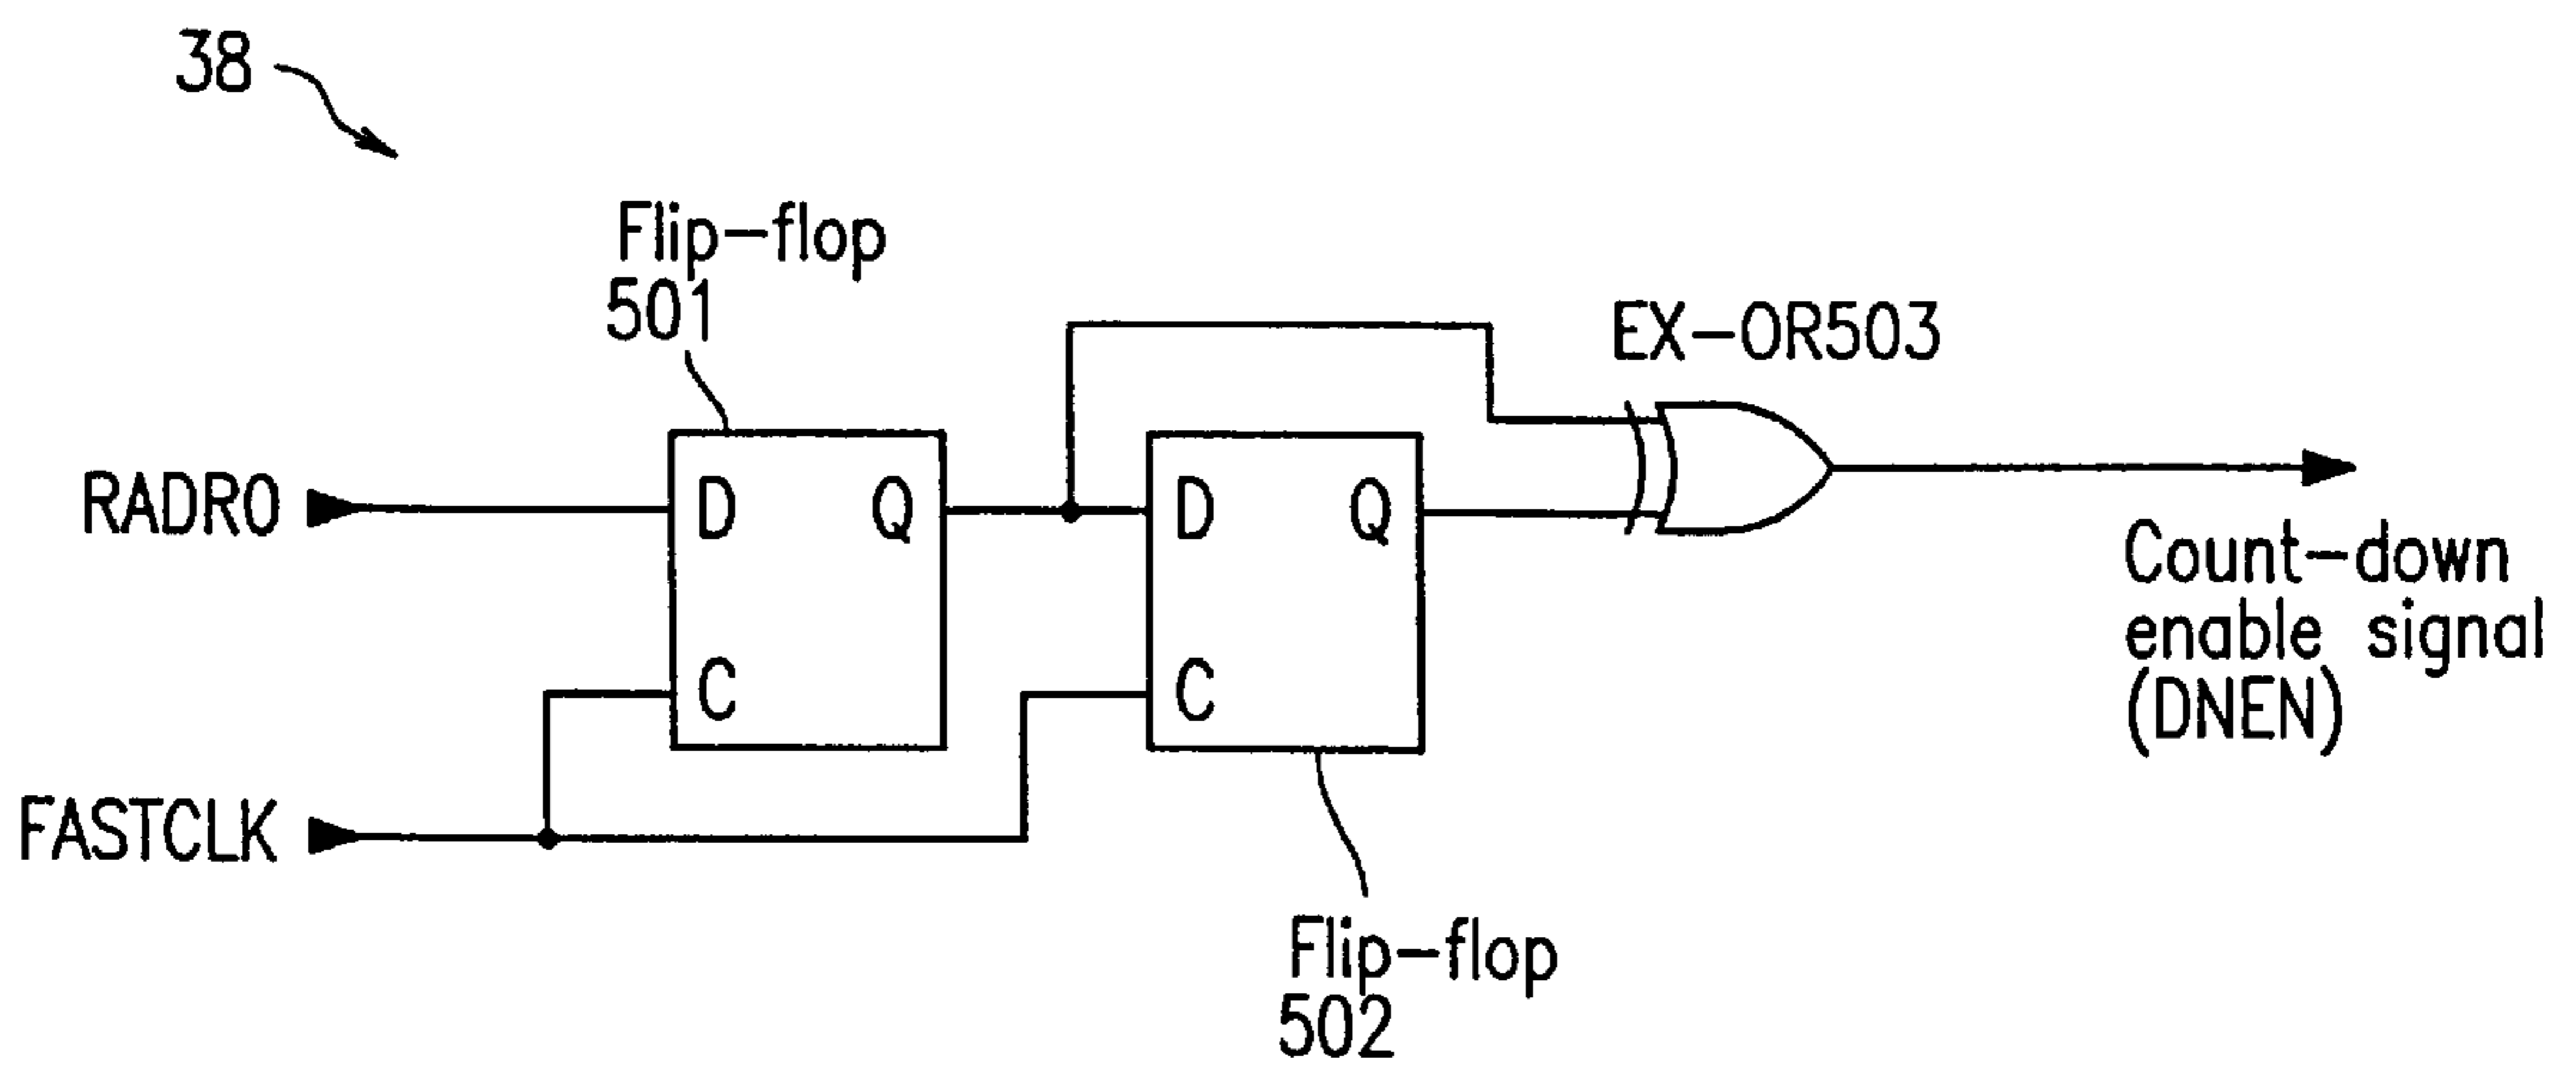 38
Flip-flop
501
EX-OR503
RADR0
D
Q
D
Q
C
C
FASTCLK
Count-down
enable signal
(DNEN)
Flip-flop
502